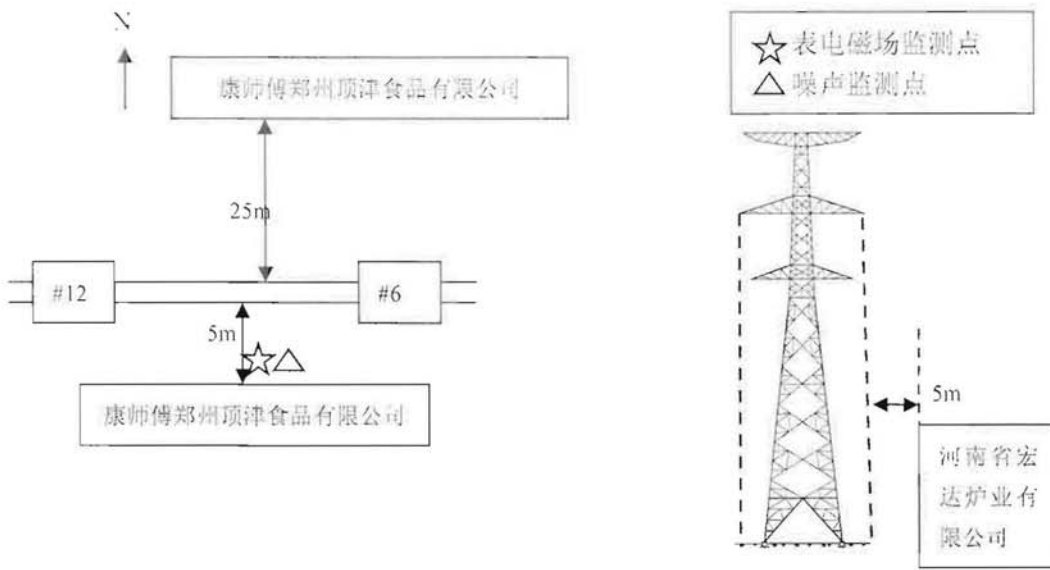 N
康师傅郑州顶津食品有限公司
25m
#12
#6
5m
康师傅郑州顶津食品有限公司
表电磁场监测点
噪声监测点
5m
河南省宏
达炉业有
限公司